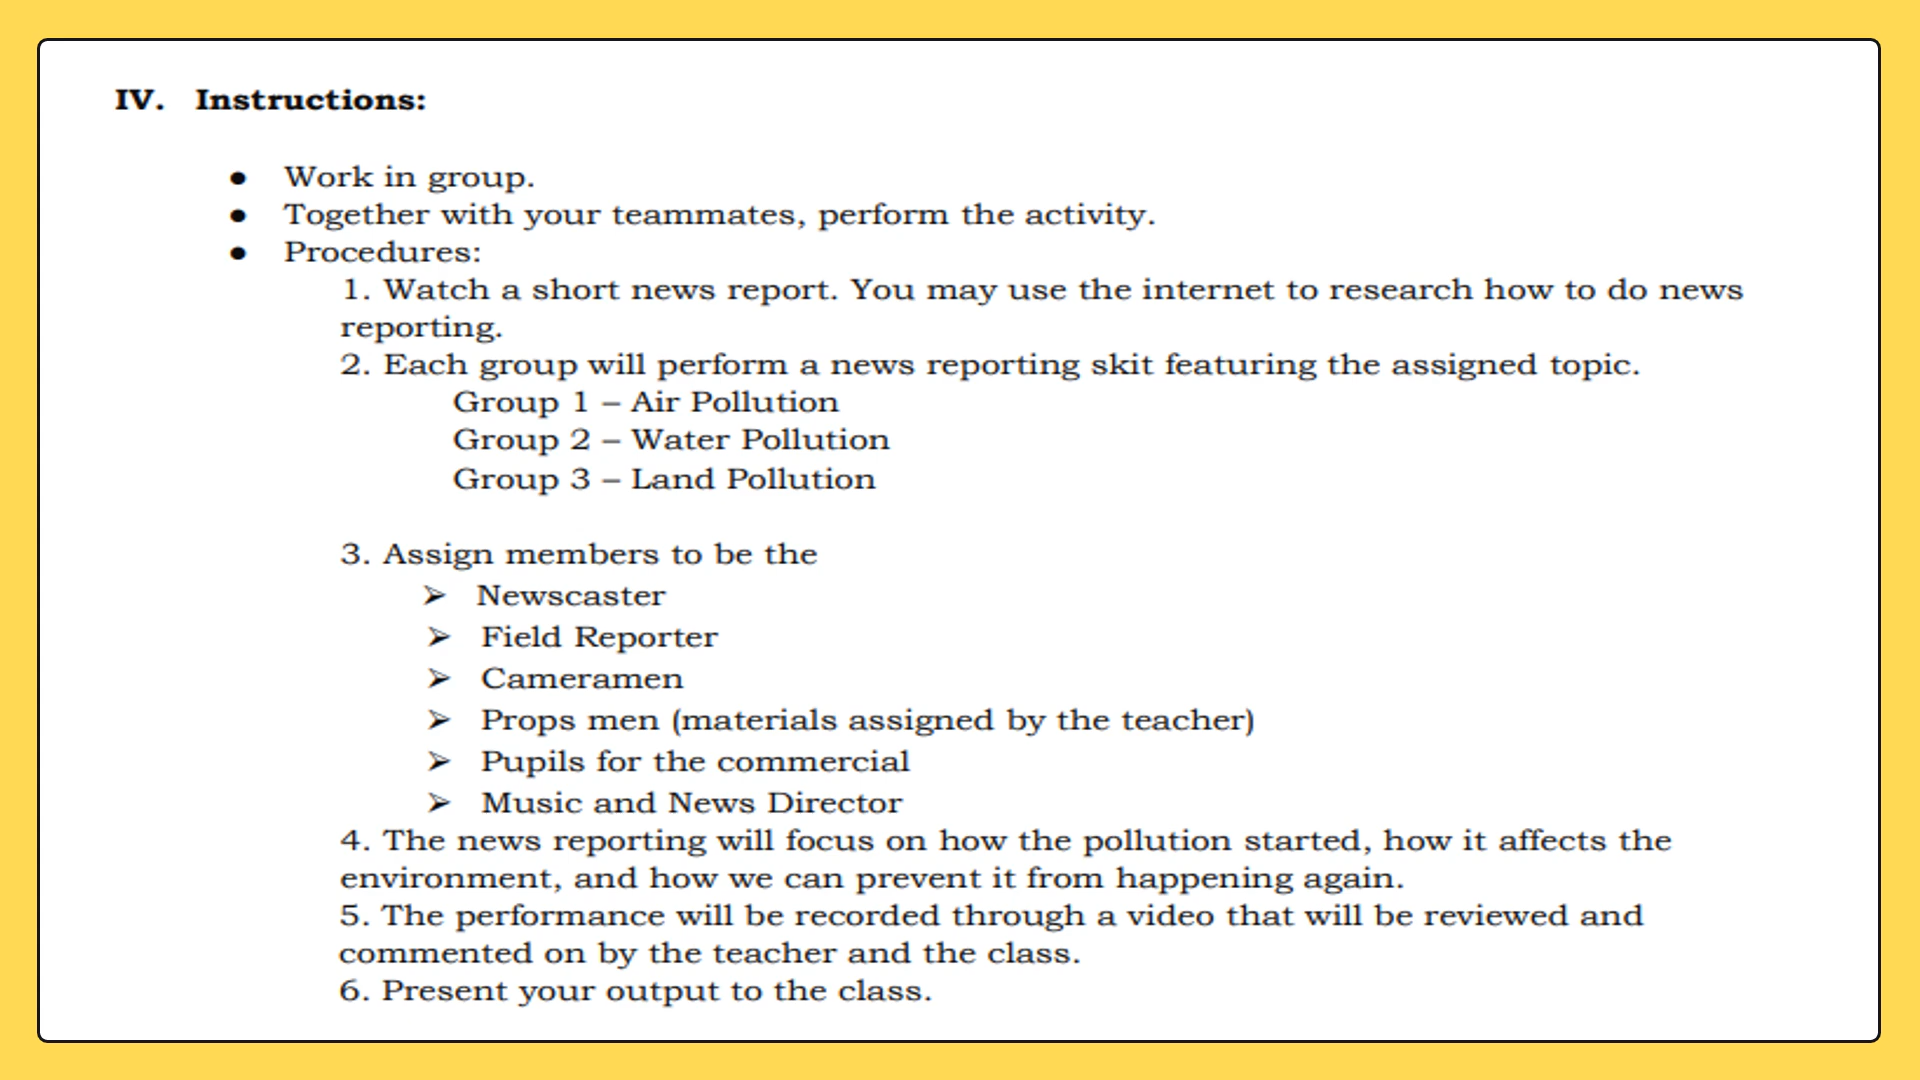 IV. Instructions:
● Work in group.
● Together with your teammates, perform the activity.
● Procedures:
1. Watch a short news report. You may use the internet to research how to do news
reporting.
2. Each group will perform a news reporting skit featuring the assigned topic.
Group 1 – Air Pollution
Group 2 – Water Pollution
Group 3 – Land Pollution
3. Assign members to be the
➢ Newscaster
➢ Field Reporter
➢ Cameramen
➢ Props men (materials assigned by the teacher)
➢ Pupils for the commercial
➢ Music and News Director
4. The news reporting will focus on how the pollution started, how it affects the
environment, and how we can prevent it from happening again.
5. The performance will be recorded through a video that will be reviewed and
commented on by the teacher and the class.
6. Present your output to the class.